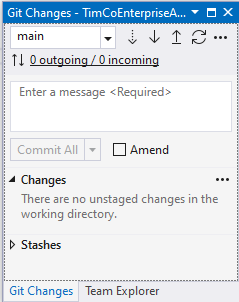 Git Changes - TimCoEnterpriseA...
main
0 outgoing / 0 incoming
Enter a message <Required>
Commit All
Amend
Changes
There are no unstaged changes in the
working directory.
Stashes
Git Changes
Team Explorer